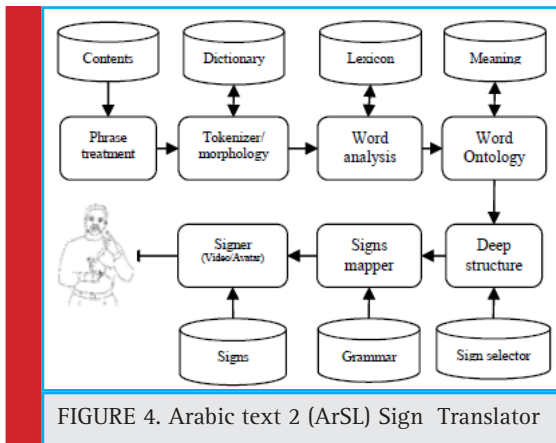 Contents
Dictionary
Lexicon
Meaning
Phrase
treatment
Tokenizer/
morphology
Word
analysis
Word
Ontology
Signer
(Video/Avatar)
Signs
mapper
Deep
structure
Signs
Grammar
Sign selector
FIGURE 4. Arabic text 2 (ArSL) Sign Translator